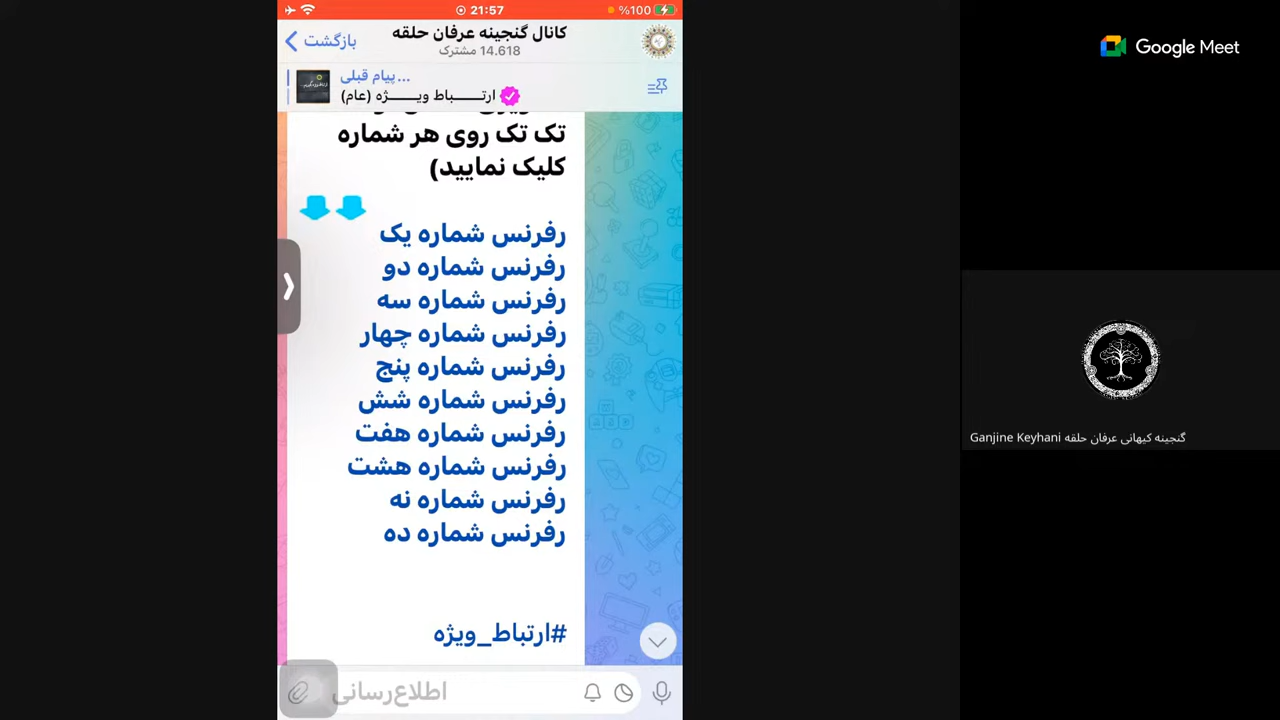 21:57
%100
کانال گنجینه عرفان حلقه
14.618 مشترک
بازگشت
پیام قبلی...
ارتـــــباط ویـــــژه (عام)
تک تک روی هر شماره
کلیک نمایید)
رفرنس شماره یک
رفرنس شماره دو
رفرنس شماره سه
رفرنس شماره چهار
رفرنس شماره پنج
رفرنس شماره شش
رفرنس شماره هفت
رفرنس شماره هشت
رفرنس شماره نه
رفرنس شماره ده
#ارتباط_ویژه
اطلاع‌رسانی
Google Meet
Ganjine Keyhani گنجینه کیهانی عرفان حلقه